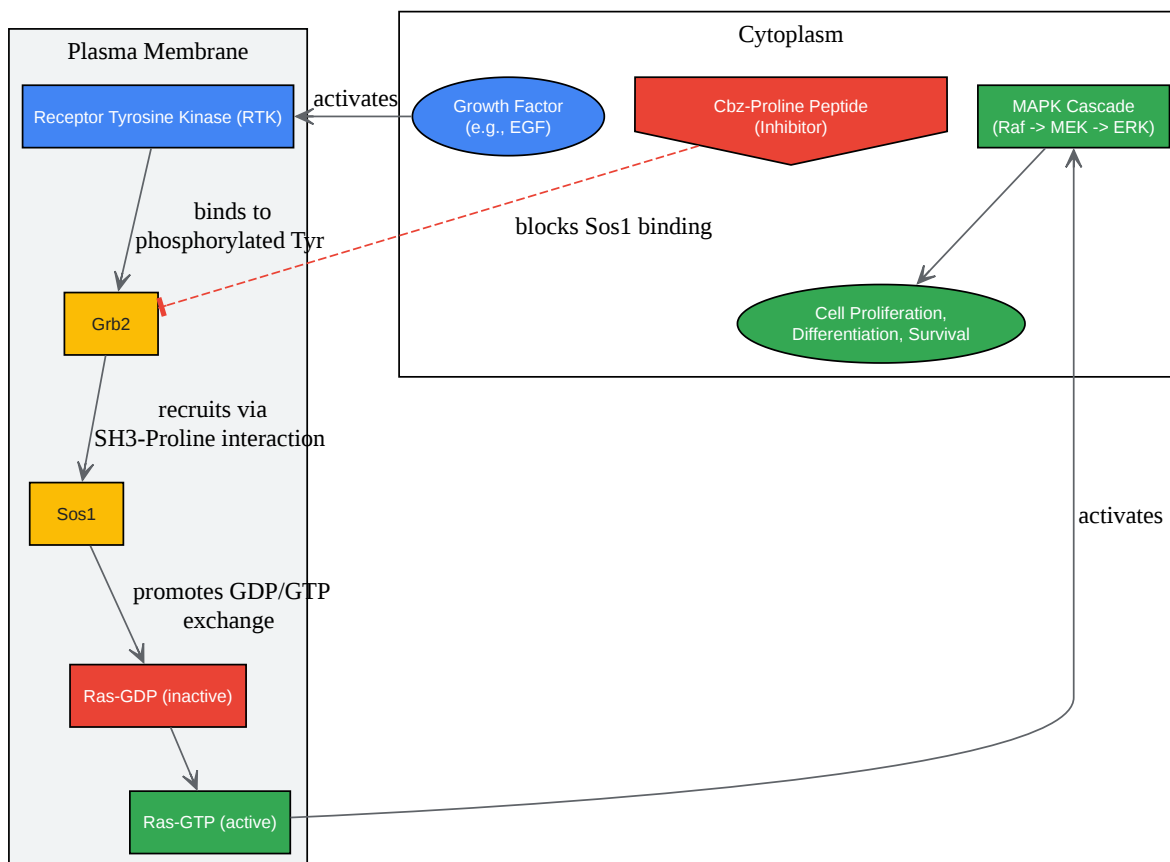 Plasma Membrane
Cytoplasm
Receptor Tyrosine Kinase (RTK)
activates
Growth Factor
(e.g., EGF)
Cbz-Proline Peptide
(Inhibitor)
MAPK Cascade
(Raf -> MEK -> ERK)
binds to
phosphorylated Tyr
blocks Sos1 binding
Grb2
Cell Proliferation,
Differentiation, Survival
recruits via
SH3-Proline interaction
Sos1
activates
promotes GDP/GTP
exchange
Ras-GDP (inactive)
Ras-GTP (active)